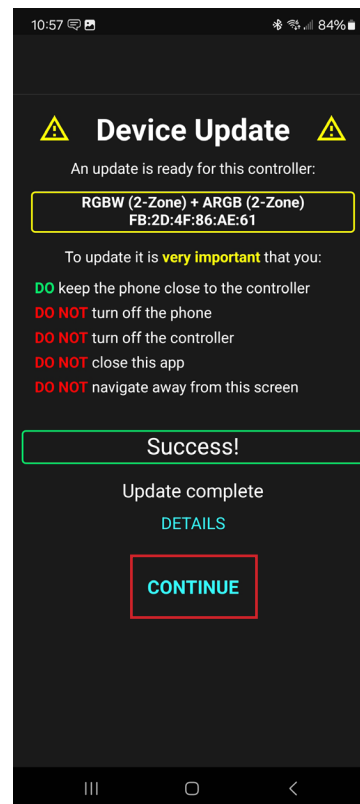 10:57 84%
Device Update
An update is ready for this controller:
RGBW (2-Zone) + ARGB (2-Zone)
FB:2D:4F:86:AE:61
To update it is very important that you:
DO keep the phone close to the controller
DO NOT turn off the phone
DO NOT turn off the controller
DO NOT close this app
DO NOT navigate away from this screen
Success!
Update complete
DETAILS
CONTINUE